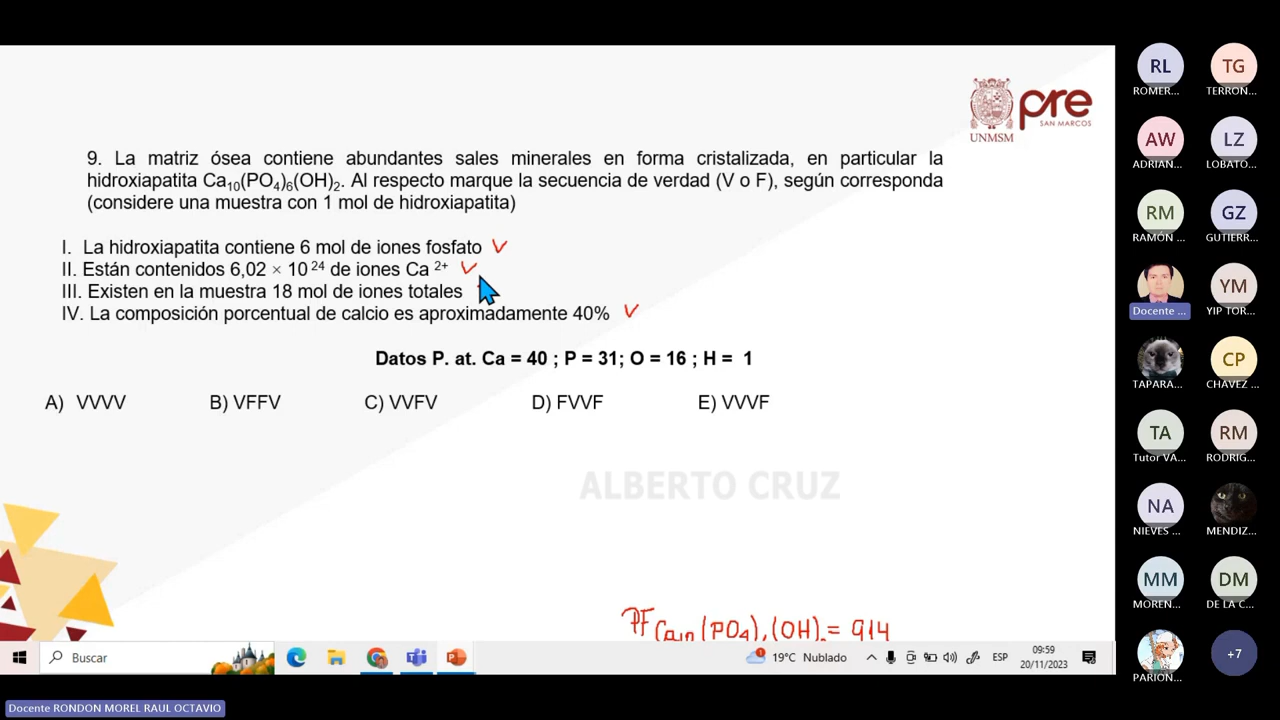 UNMSM
pre
SAN MARCOS
9. La matriz ósea contiene abundantes sales minerales en forma cristalizada, en particular la
hidroxiapatita Ca₁₀(PO₄)₆(OH)₂. Al respecto marque la secuencia de verdad (V o F), según corresponda
(considere una muestra con 1 mol de hidroxiapatita)
I. La hidroxiapatita contiene 6 mol de iones fosfato V
II. Están contenidos 6,02 × 10²⁴ de iones Ca ²⁺ V
III. Existen en la muestra 18 mol de iones totales
IV. La composición porcentual de calcio es aproximadamente 40% V
Datos P. at. Ca = 40 ; P = 31; O = 16 ; H = 1
A) VVVV B) VFFV C) VVFV D) FVVF E) VVVF
ALBERTO CRUZ
PF (PO₄) (OH) = 914
RL TG
ROMER... TERRON...
AW LZ
ADRIAN... LOBATO...
RM GZ
RAMÓN ... GUTIERR...
YM
Docente ... YIP TOR...
CP
TAPARA... CHAVEZ ...
TA RM
Tutor VA... RODRIG...
NA
NIEVES ... MENDIZ...
MM DM
MOREN... DE LA C...
+7
PARION...
Buscar
19°C Nublado
ESP
09:59
20/11/2023
Docente RONDON MOREL RAUL OCTAVIO